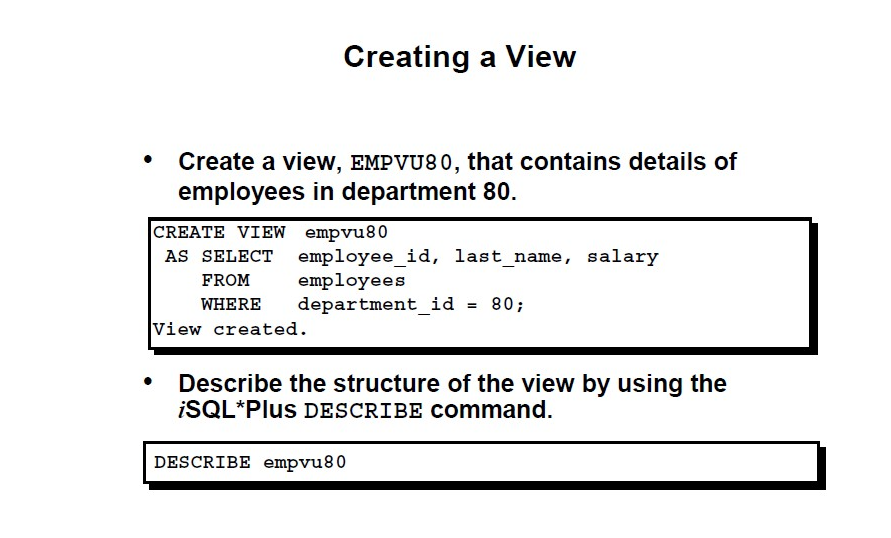 Creating a View
• Create a view, EMPVU80, that contains details of
employees in department 80.
CREATE VIEW empvu80
AS SELECT employee_id, last_name, salary
FROM employees
WHERE department_id = 80;
View created.
• Describe the structure of the view by using the
iSQL*Plus DESCRIBE command.
DESCRIBE empvu80